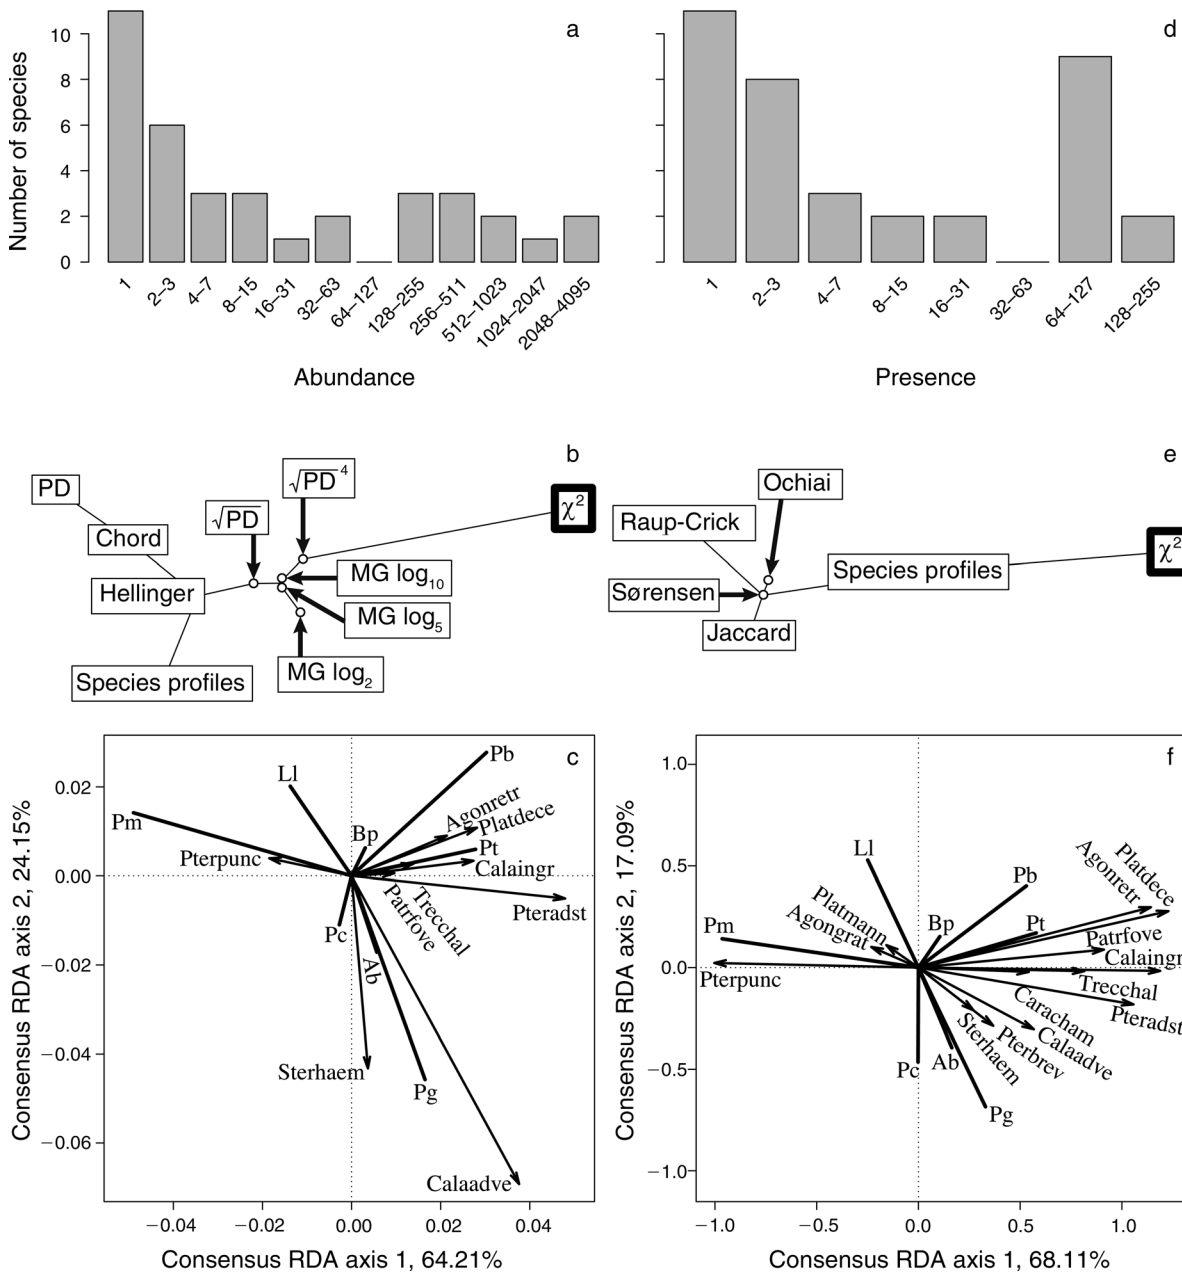 a
Number of species
10
8
6
4
2
0
1
2–3
4–7
8–15
16–31
32–63
64–127
128–255
256–511
512–1023
1024–2047
2048–4095
Abundance
d
1
2–3
4–7
8–15
16–31
32–63
64–127
128–255
Presence
b
PD
Chord
Hellinger
Species profiles
√PD
√PD 4
χ2
MG log10
MG log5
MG log2
e
Ochiai
Raup-Crick
Sørensen
Jaccard
Species profiles
χ2
c
Consensus RDA axis 2, 24.15%
0.02
0.00
−0.02
−0.04
−0.06
Pb
Ll
Pm
Bp
Agonretr
Platdece
Pt
Pterpunc
Calaingr
Pteradst
Trecchal
Patrfove
Pc
Ab
Sterhaem
Pg
Calaadve
−0.04
−0.02
0.00
0.02
0.04
Consensus RDA axis 1, 64.21%
f
Consensus RDA axis 2, 17.09%
1.0
0.5
0.0
−0.5
−1.0
Ll
Pb
Platdece
Agonretr
Platmann
Agongrat
Pm
Bp
Pt
Patrfove
Calaingr
Pterpunc
Trecchal
Caracham
Pteradst
Calaadve
Pterbrev
Sterhaem
Pc
Ab
Pg
−1.0
−0.5
0.0
0.5
1.0
Consensus RDA axis 1, 68.11%